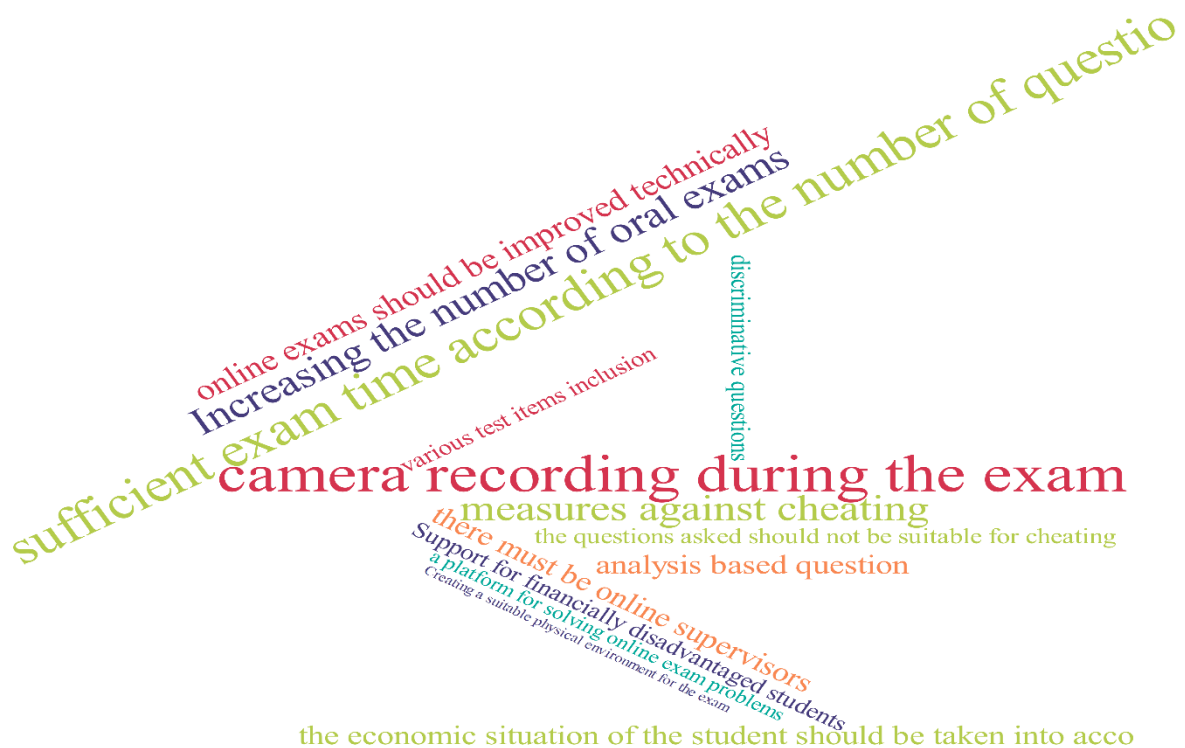 sufficient exam time according to the number of questio
online exams should be improved technically
Increasing the number of oral exams
discriminative questions
various test items inclusion
camera recording during the exam
measures against cheating
the questions asked should not be suitable for cheating
analysis based question
there must be online supervisors
Support for financially disadvantaged students
a platform for solving online exam problems
Creating a suitable physical environment for the exam
the economic situation of the student should be taken into acco